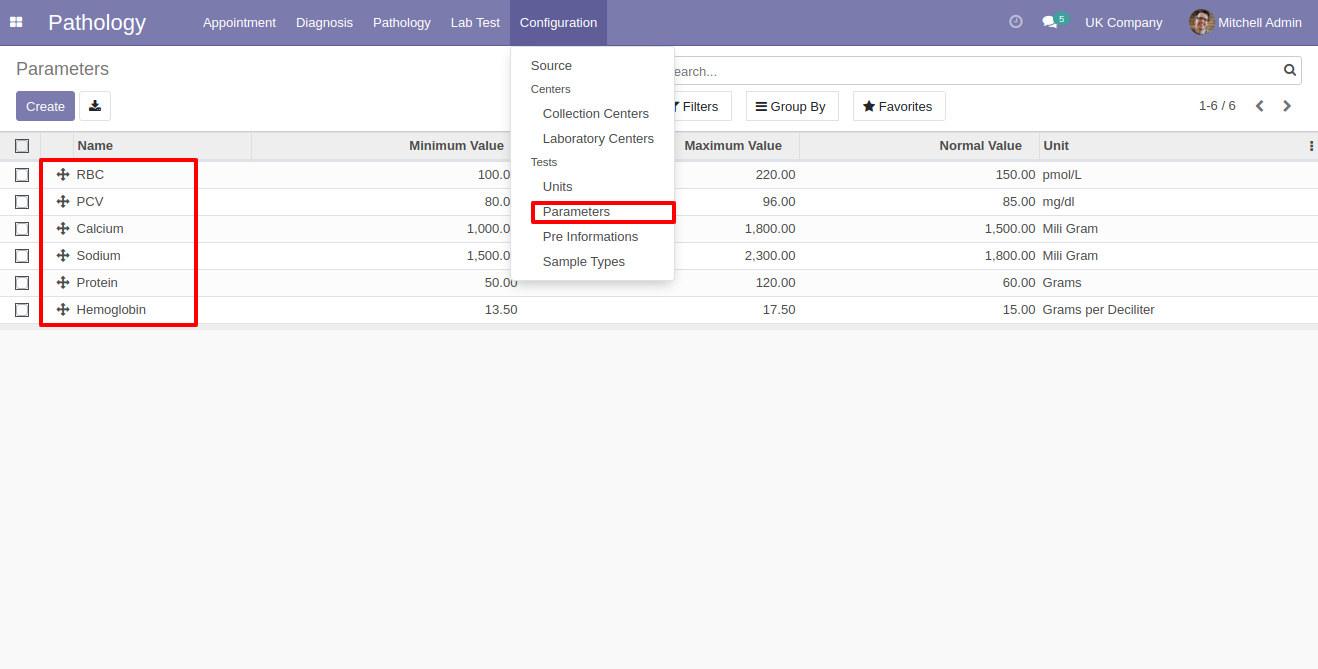 Pathology Appointment Diagnosis Pathology Lab Test Configuration 5 UK Company Mitchell Admin
Parameters
earch...
Create Filters Group By Favorites 1-6 / 6
Source
Centers
Collection Centers
Laboratory Centers
Tests
Units
Parameters
Pre Informations
Sample Types
Name Minimum Value Maximum Value Normal Value Unit
RBC 100.0 220.00 150.00 pmol/L
PCV 80.0 96.00 85.00 mg/dl
Calcium 1,000.0 1,800.00 1,500.00 Mili Gram
Sodium 1,500.0 2,300.00 1,800.00 Mili Gram
Protein 50.00 120.00 60.00 Grams
Hemoglobin 13.50 17.50 15.00 Grams per Deciliter